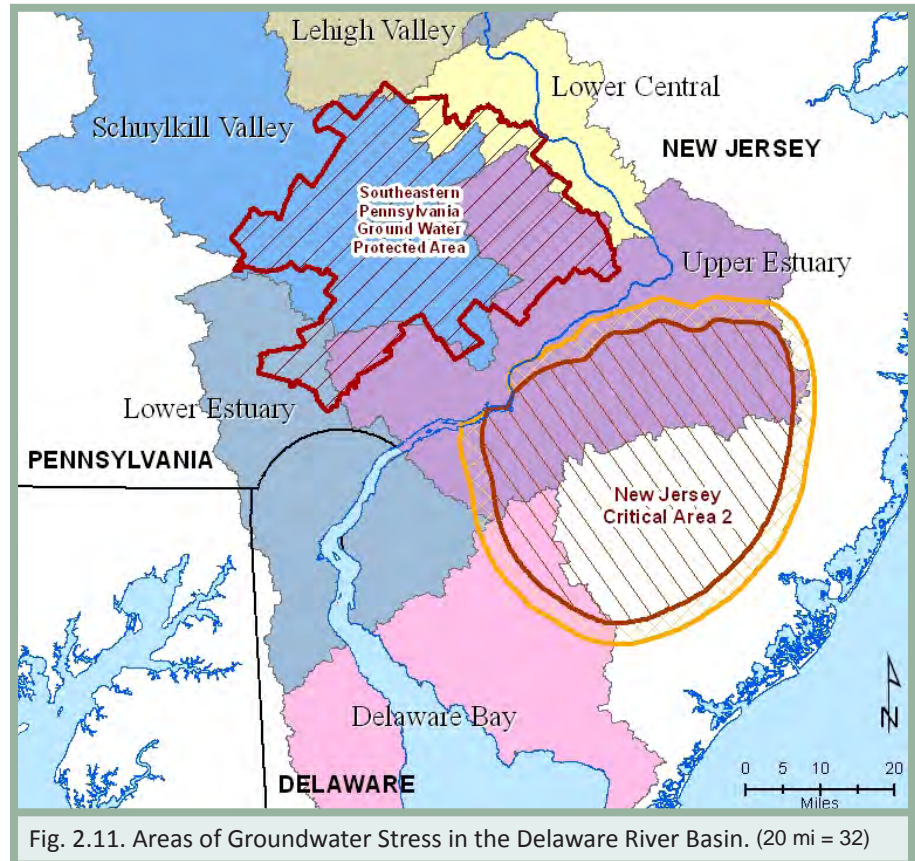 Lehigh Valley
Lower Central
Schuylkill Valley
NEW JERSEY
Southeastern
Pennsylvania
Ground Water
Protected Area
Upper Estuary
Lower Estuary
PENNSYLVANIA
New Jersey
Critical Area 2
Delaware Bay
DELAWARE
N
0 5 10 20
Miles
Fig. 2.11. Areas of Groundwater Stress in the Delaware River Basin. (20 mi = 32)